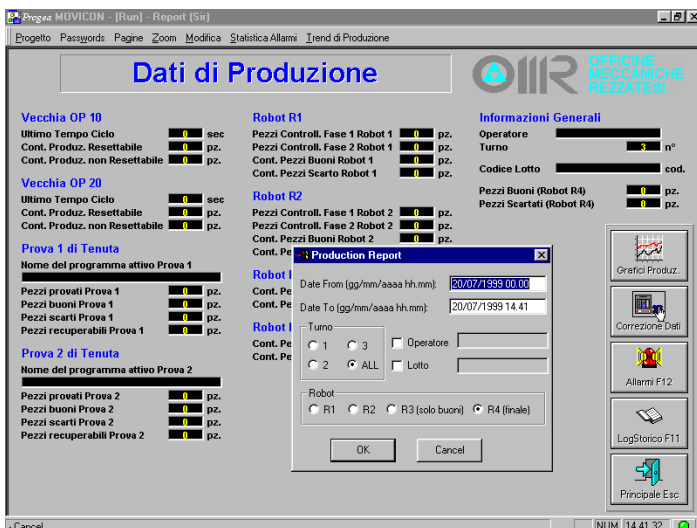 Progea MOVICON - [Run] - Report (Sir)
Progetto Passwords Pagine Zoom Modifica Statistica Allarmi Trend di Produzione
Dati di Produzione
OMR OFFICINE MECCANICHE REZZATESI
Vecchia OP 10
Ultimo Tempo Ciclo 0 sec
Cont. Produz. Resettabile 0 pz.
Cont. Produz. non Resettabile 0 pz.
Vecchia OP 20
Ultimo Tempo Ciclo 0 sec
Cont. Produz. Resettabile 0 pz.
Cont. Produz. non Resettabile 0 pz.
Prova 1 di Tenuta
Nome del programma attivo Prova 1
Pezzi provati Prova 1 0 pz.
Pezzi buoni Prova 1 0 pz.
Pezzi scarti Prova 1 0 pz.
Pezzi recuperabili Prova 1 0 pz.
Prova 2 di Tenuta
Nome del programma attivo Prova 2
Pezzi provati Prova 2 0 pz.
Pezzi buoni Prova 2 0 pz.
Pezzi scarti Prova 2 0 pz.
Pezzi recuperabili Prova 2 0 pz.
Robot R1
Pezzi Controll. Fase 1 Robot 1 0 pz.
Pezzi Controll. Fase 2 Robot 1 0 pz.
Cont. Pezzi Buoni Robot 1 0 pz.
Cont. Pezzi Scarto Robot 1 0 pz.
Robot R2
Pezzi Controll. Fase 1 Robot 2 0 pz.
Pezzi Controll. Fase 2 Robot 2 0 pz.
Cont. Pezzi Buoni Robot 2 0 pz.
Cont. Pe
Robot
Cont. Pe
Cont. Pe
Robot
Cont. Pe
Cont. Pe
Informazioni Generali
Operatore
Turno 3 n°
Codice Lotto cod.
Pezzi Buoni (Robot R4) 0 pz.
Pezzi Scartati (Robot R4) 0 pz.
Production Report
Date From (gg/mm/aaaa hh.mm): 20/07/1999 00.00
Date To (gg/mm/aaaa hh.mm): 20/07/1999 14.41
Turno
1 3 Operatore
2 ALL Lotto
Robot
R1 R2 R3 (solo buoni) R4 (finale)
OK Cancel
Grafici Produz.
Correzione Dati
Allarmi F12
LogStorico F11
Principale Esc
- Cancel NUM 14.41.32